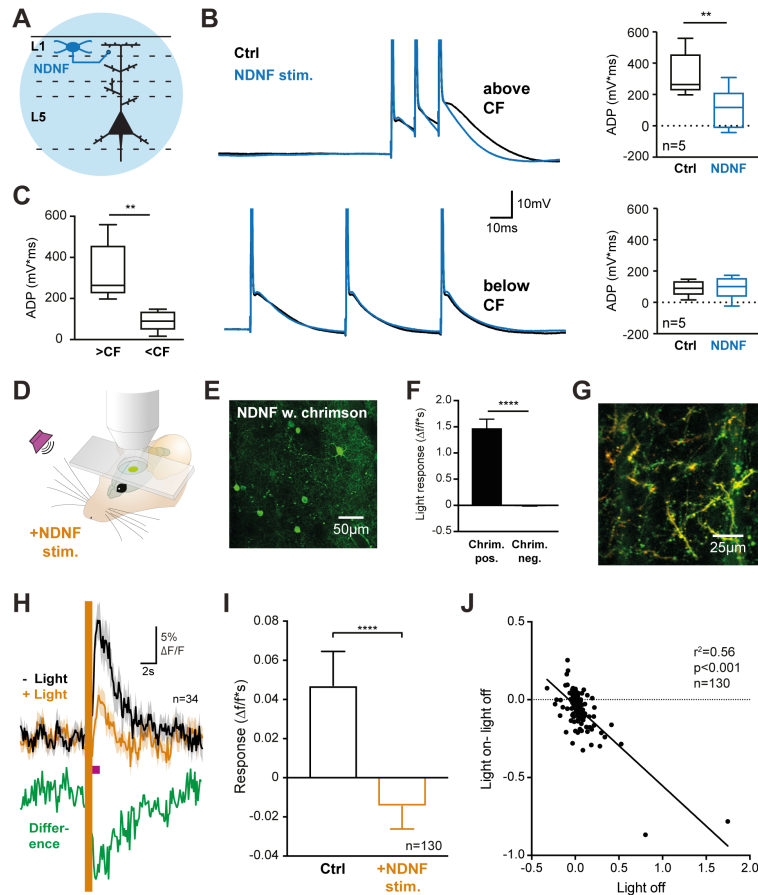 A
L1
NDNF
L5
B
Ctrl
NDNF stim.
above
CF
**
ADP (mV*ms)
600
400
200
0
-200
n=5
Ctrl
NDNF
C
**
ADP (mV*ms)
600
400
200
0
>CF
<CF
10mV
10ms
below
CF
ADP (mV*ms)
600
400
200
0
-200
n=5
Ctrl
NDNF
D
+NDNF
stim.
E
NDNF w. chrimson
50µm
F
****
Light response (Δf/f*s)
2.0
1.5
1.0
0.5
0
-0.5
Chrim.
pos.
Chrim.
neg.
G
25µm
H
5%
ΔF/F
2s
- Light
+ Light
n=34
Differ-
ence
I
****
Response (Δf/f*s)
0.08
0.06
0.04
0.02
0
-0.02
-0.04
n=130
Ctrl
+NDNF
stim.
J
r²=0.56
p<0.001
n=130
Light on- light off
0.5
0.0
-0.5
-1.0
-0.5
0.0
0.5
1.0
1.5
2.0
Light off